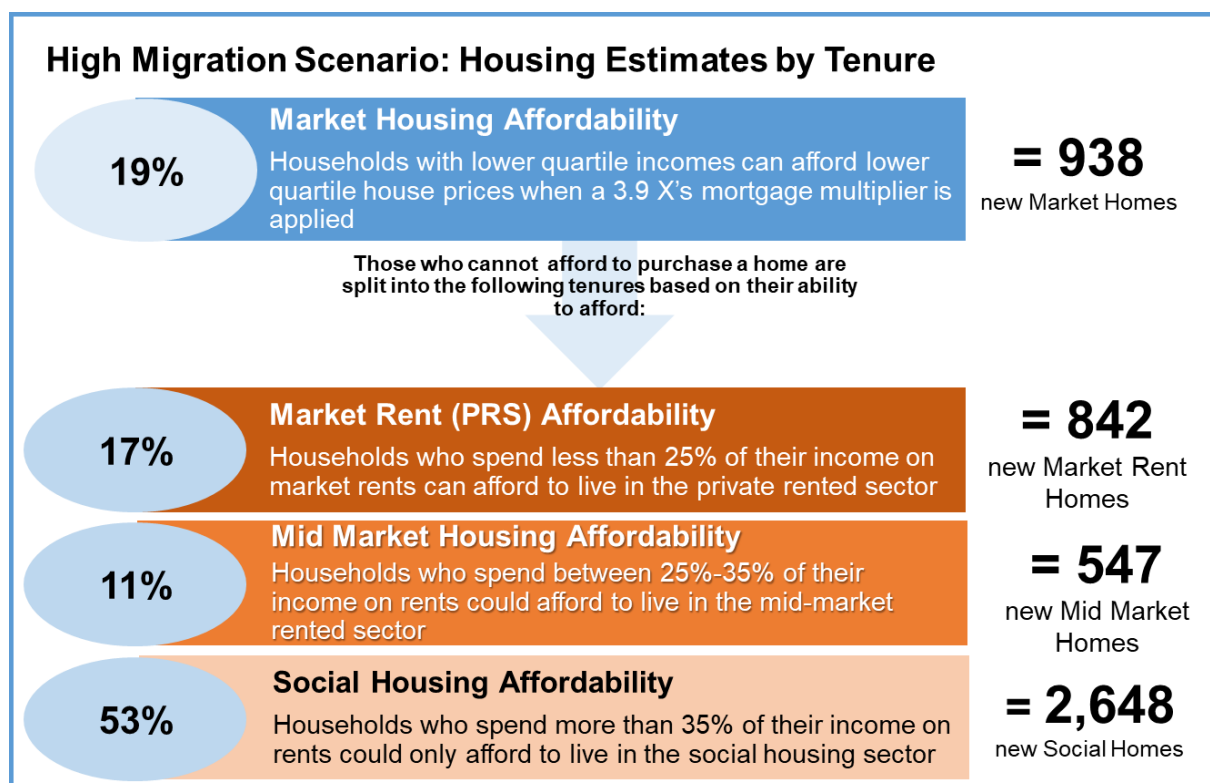 High Migration Scenario: Housing Estimates by Tenure
19%
Market Housing Affordability
Households with lower quartile incomes can afford lower
quartile house prices when a 3.9 X's mortgage multiplier is
applied
= 938
new Market Homes
Those who cannot afford to purchase a home are
split into the following tenures based on their ability
to afford:
17%
Market Rent (PRS) Affordability
Households who spend less than 25% of their income on
market rents can afford to live in the private rented sector
= 842
new Market Rent
Homes
11%
Mid Market Housing Affordability
Households who spend between 25%-35% of their
income on rents could afford to live in the mid-market
rented sector
= 547
new Mid Market
Homes
53%
Social Housing Affordability
Households who spend more than 35% of their income on
rents could only afford to live in the social housing sector
= 2,648
new Social Homes